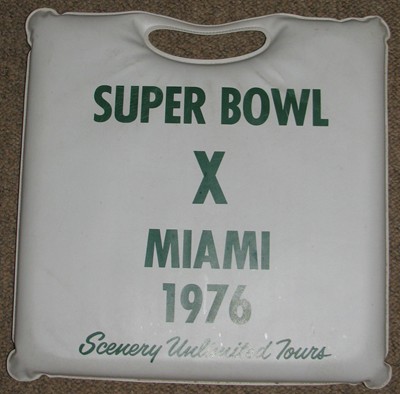 SUPER BOWL
X
MIAMI
1976
Scenery Unlimited Tours